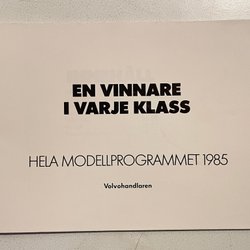 EN VINNARE
I VARJE KLASS
HELA MODELLPROGRAMMET 1985
Volvohandlaren